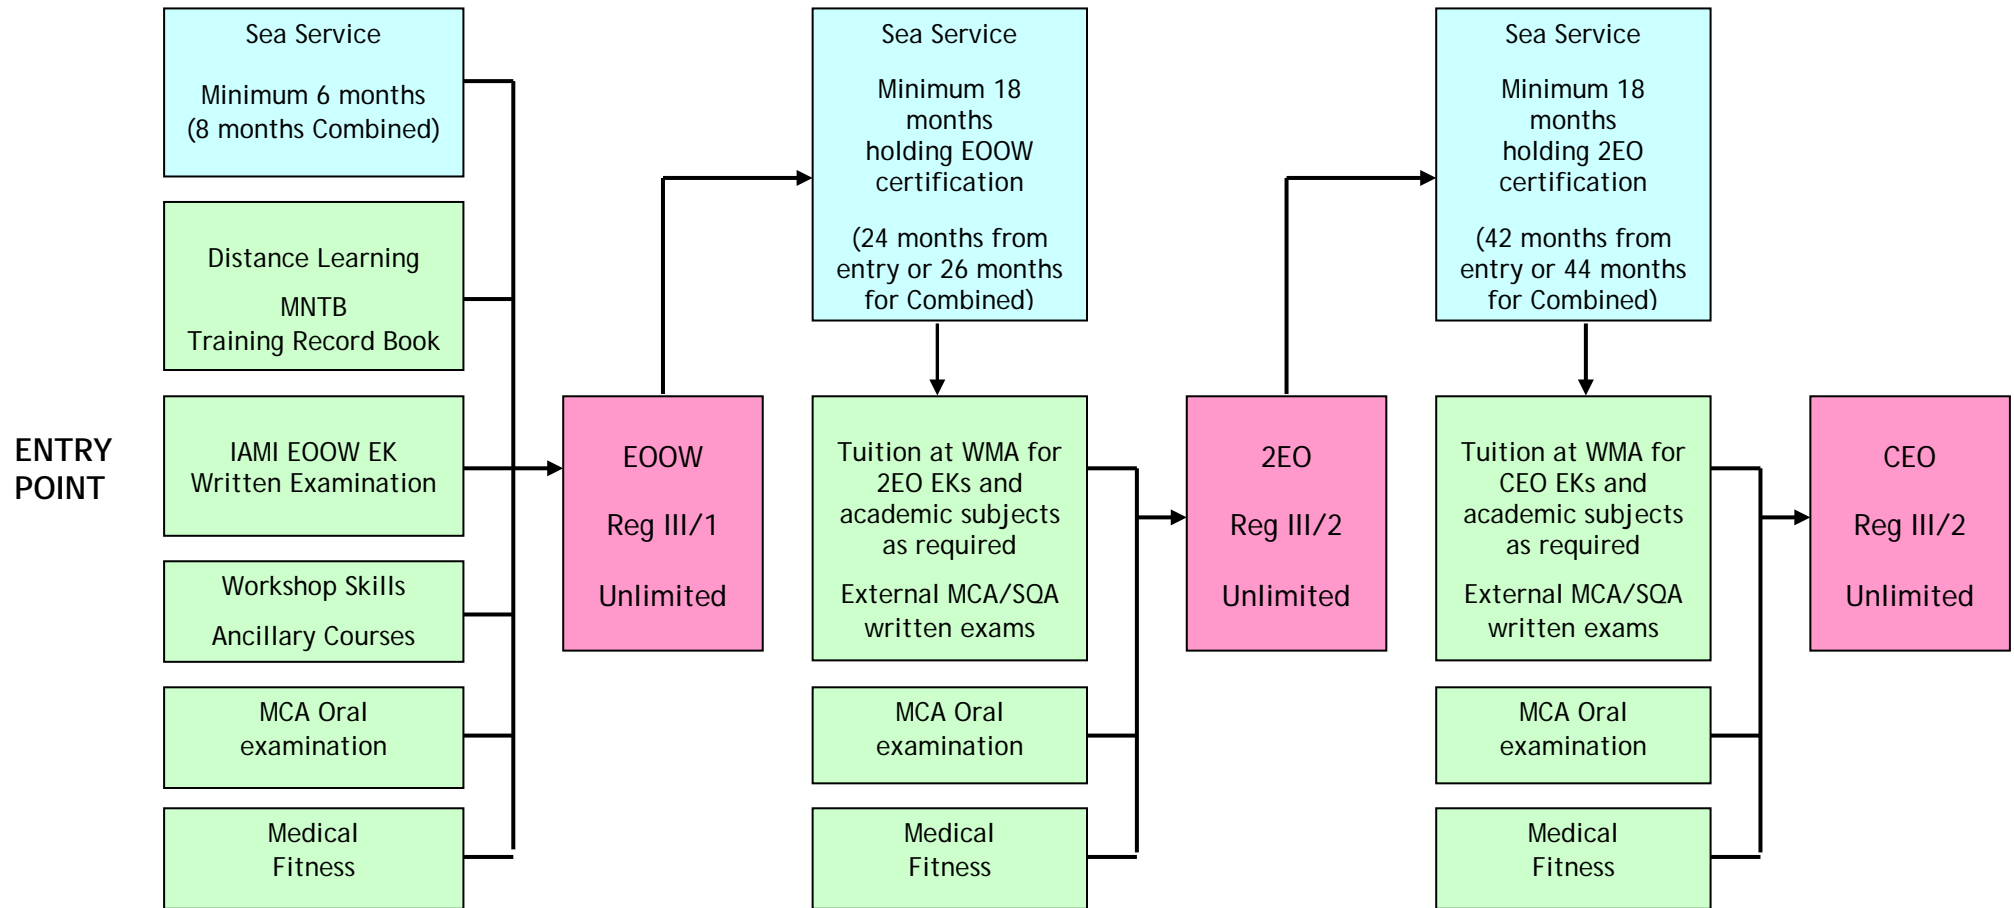 ENTRY
POINT
Sea Service
Minimum 6 months
(8 months Combined)
Distance Learning
MNTB
Training Record Book
IAMI EOOW EK
Written Examination
Workshop Skills
Ancillary Courses
MCA Oral
examination
Medical
Fitness
EOOW
Reg III/1
Unlimited
Sea Service
Minimum 18
months
holding EOOW
certification
(24 months from
entry or 26 months
for Combined)
Tuition at WMA for
2EO EKs and
academic subjects
as required
External MCA/SQA
written exams
MCA Oral
examination
Medical
Fitness
2EO
Reg III/2
Unlimited
Sea Service
Minimum 18
months
holding 2EO
certification
(42 months from
entry or 44 months
for Combined)
Tuition at WMA for
CEO EKs and
academic subjects
as required
External MCA/SQA
written exams
MCA Oral
examination
Medical
Fitness
CEO
Reg III/2
Unlimited